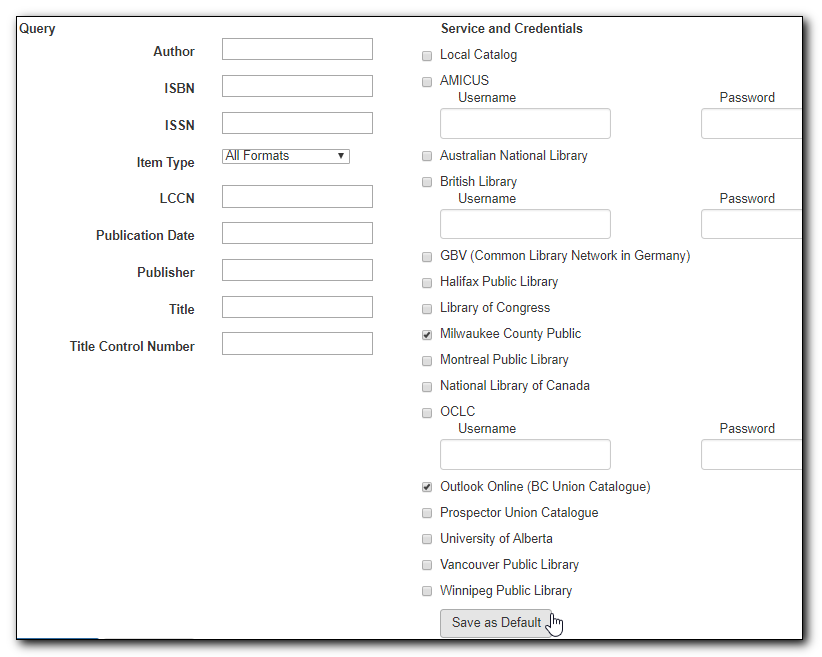 Query
Author
ISBN
ISSN
Item Type
All Formats
LCCN
Publication Date
Publisher
Title
Title Control Number
Service and Credentials
Local Catalog
AMICUS
Username Password
Australian National Library
British Library
Username Password
GBV (Common Library Network in Germany)
Halifax Public Library
Library of Congress
Milwaukee County Public
Montreal Public Library
National Library of Canada
OCLC
Username Password
Outlook Online (BC Union Catalogue)
Prospector Union Catalogue
University of Alberta
Vancouver Public Library
Winnipeg Public Library
Save as Default